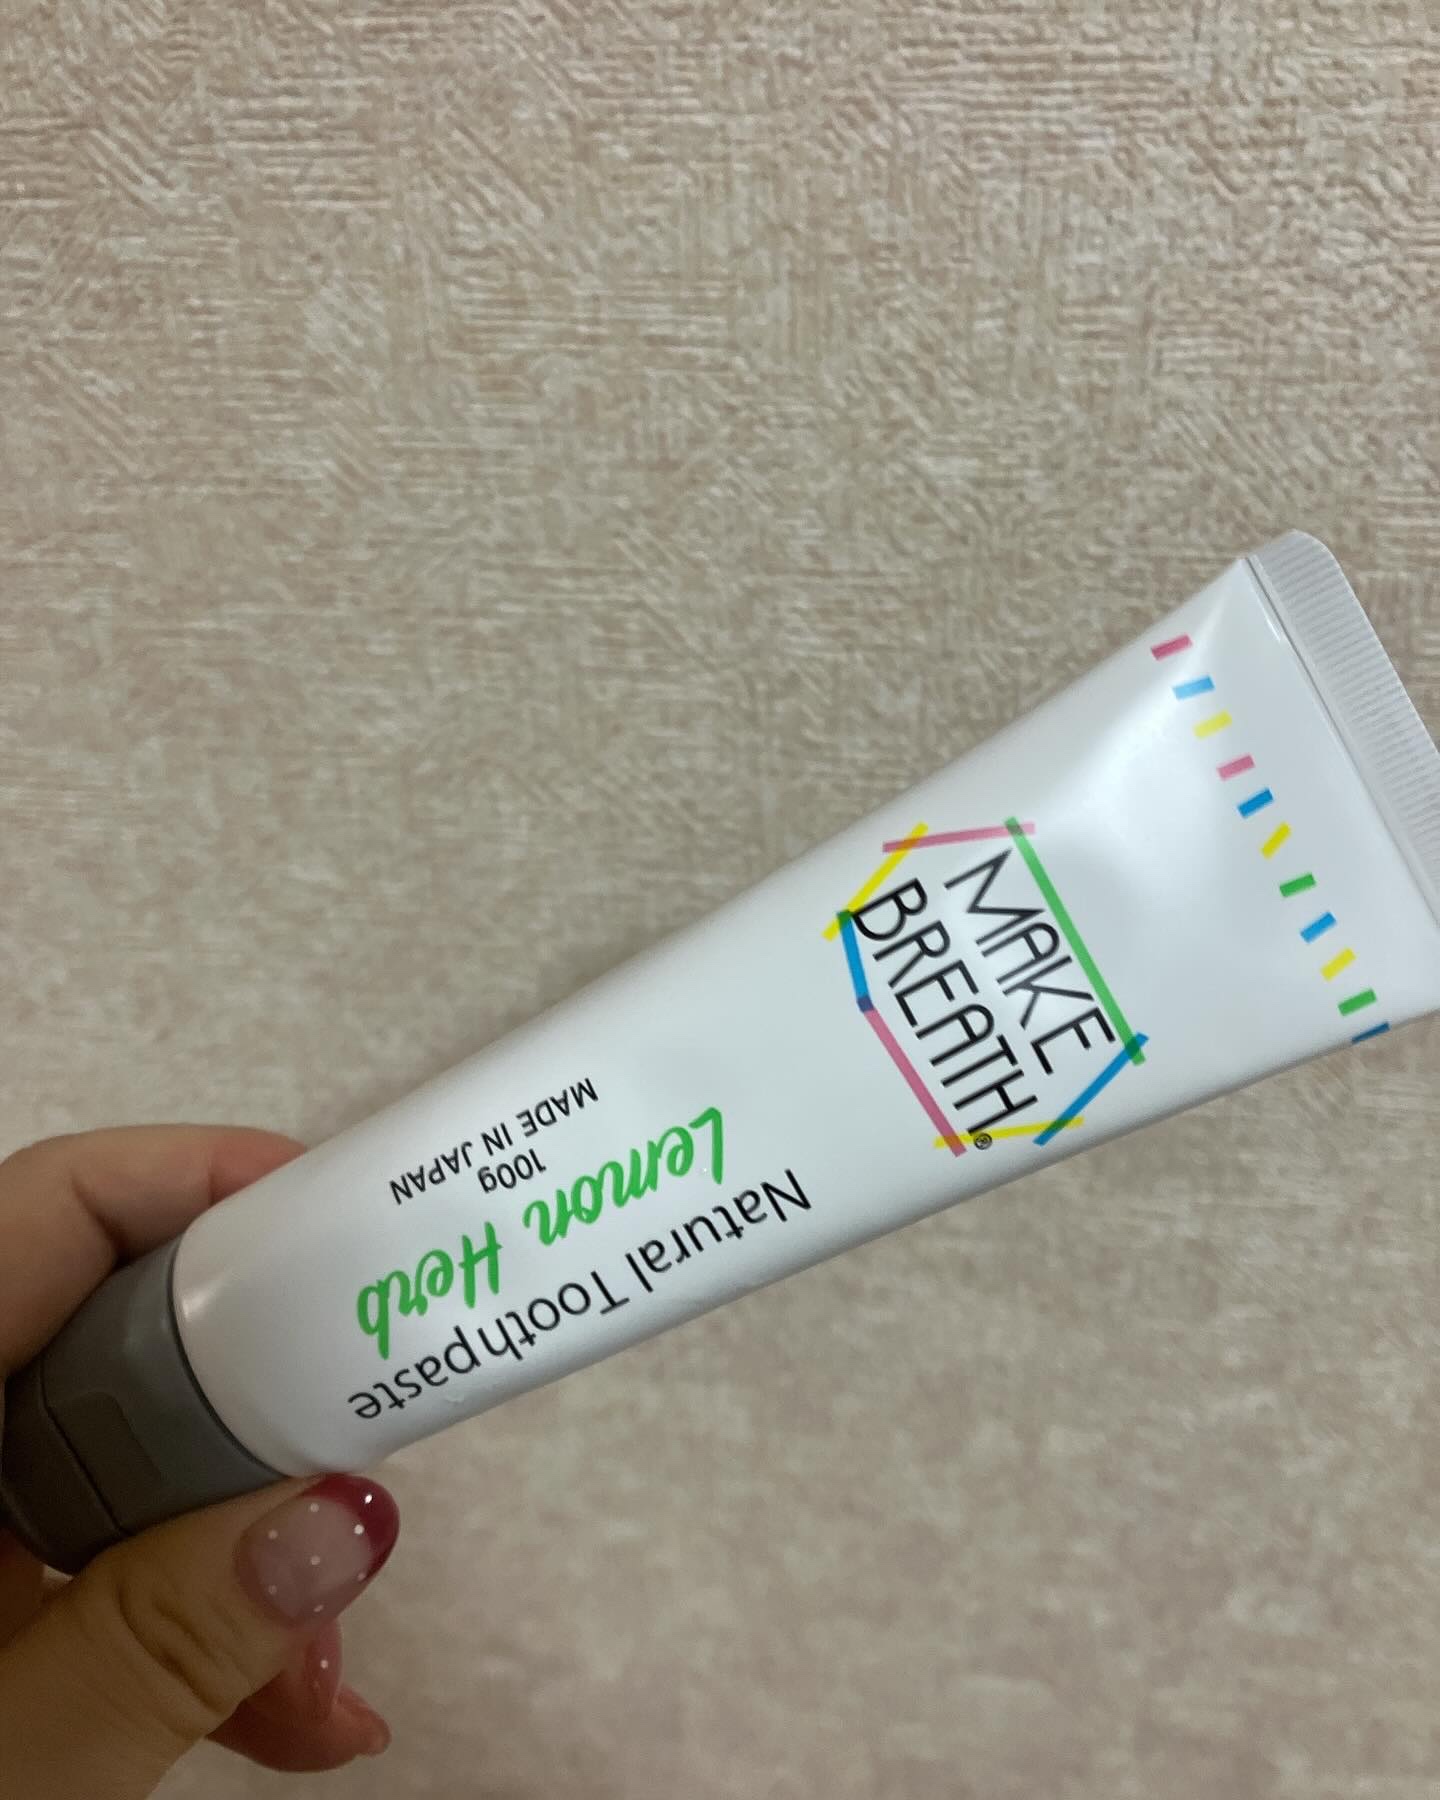 MAKE
BREATH®
Natural Toothpaste
Lemon Herb
100g
MADE IN JAPAN